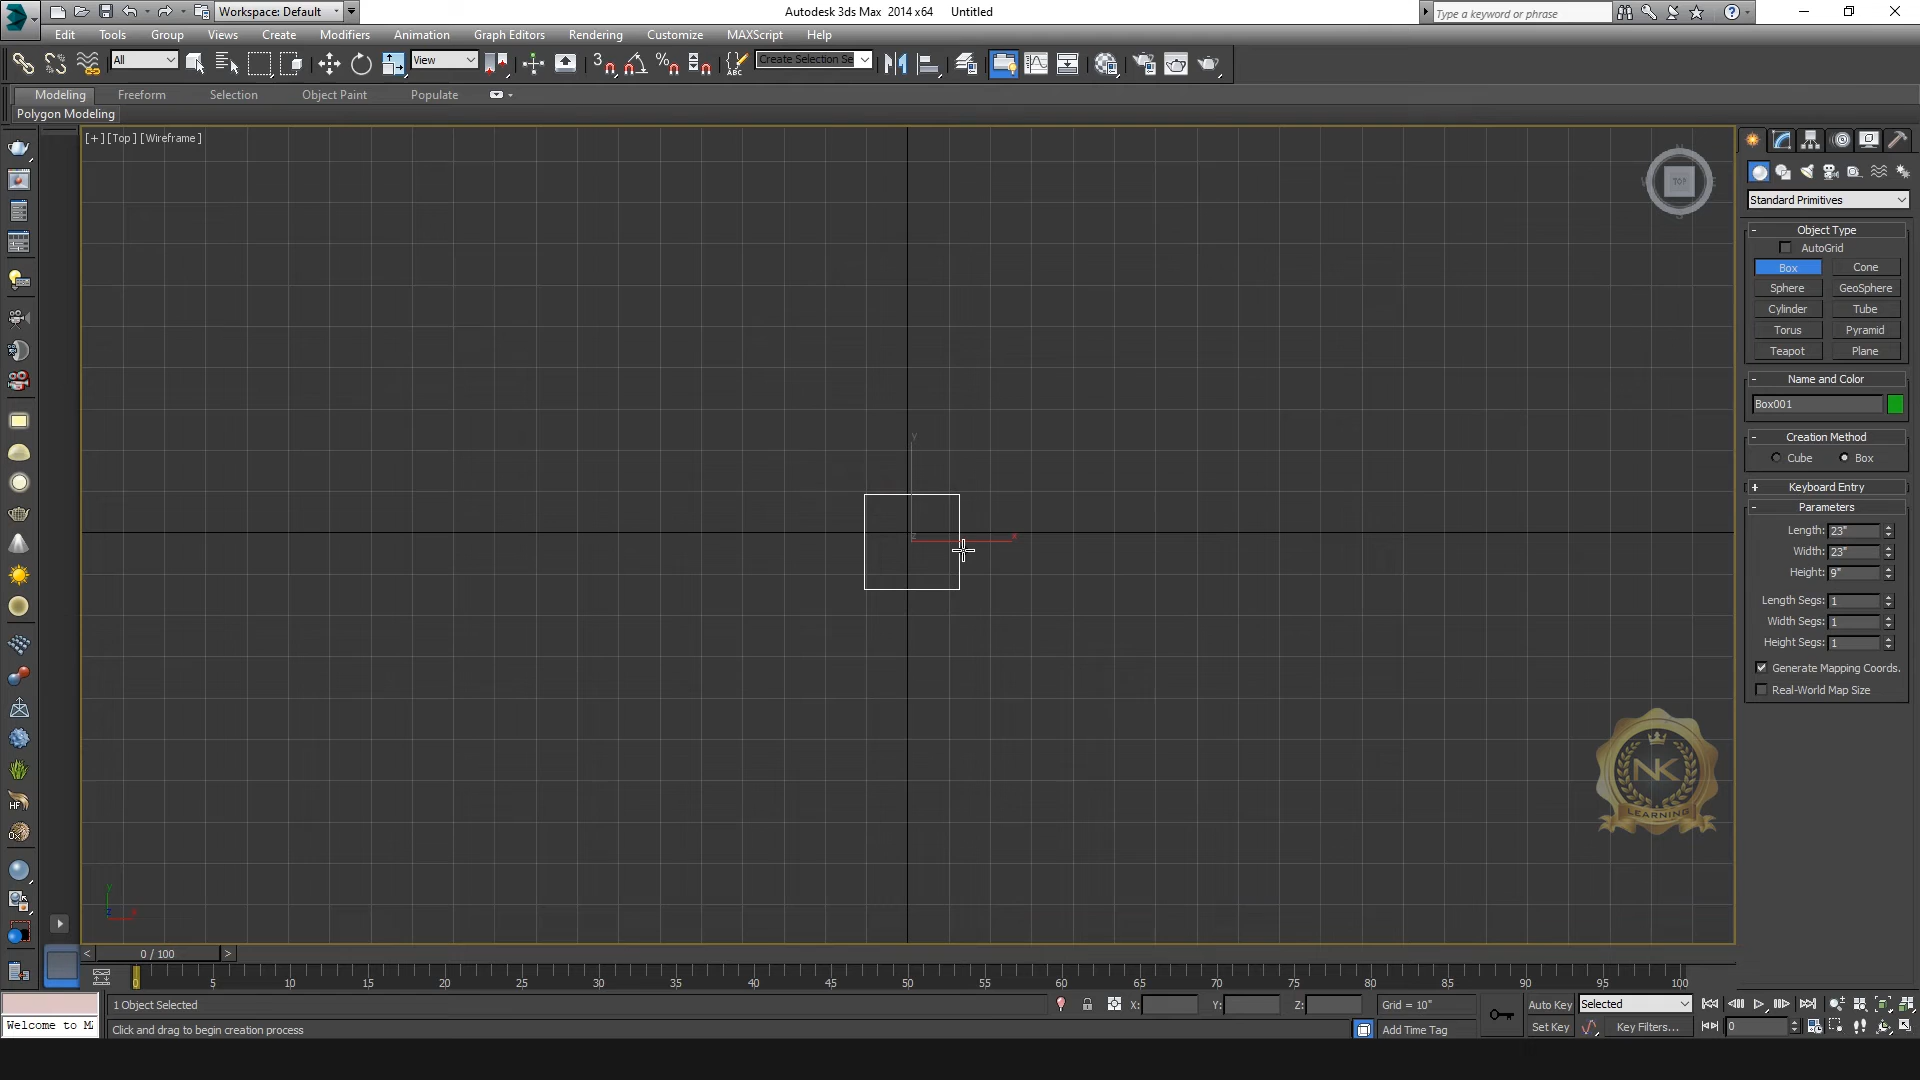 Workspace: Default
Autodesk 3ds Max 2014 x64 Untitled
Type a keyword or phrase
Edit Tools Group Views Create Modifiers Animation Graph Editors Rendering Customize MAXScript Help
All
View
3
ABC
Create Selection Se
Modeling Freeform Selection Object Paint Populate
Polygon Modeling
[+][Top][Wireframe]
TOP
Standard Primitives
- Object Type
AutoGrid
Box Cone
Sphere GeoSphere
Cylinder Tube
Torus Pyramid
Teapot Plane
- Name and Color
Box001
- Creation Method
Cube Box
+ Keyboard Entry
- Parameters
Length: 23"
Width: 23"
Height: 9"
Length Segs: 1
Width Segs: 1
Height Segs: 1
Generate Mapping Coords.
Real-World Map Size
NK
LEARNING
HF
y
x
< 0 / 100 >
0 5 10 15 20 25 30 35 40 45 50 55 60 65 70 75 80 85 90 95 100
1 Object Selected X: Y: Z: Grid = 10" Auto Key Selected
Welcome to M
Click and drag to begin creation process Add Time Tag Set Key Key Filters... 0